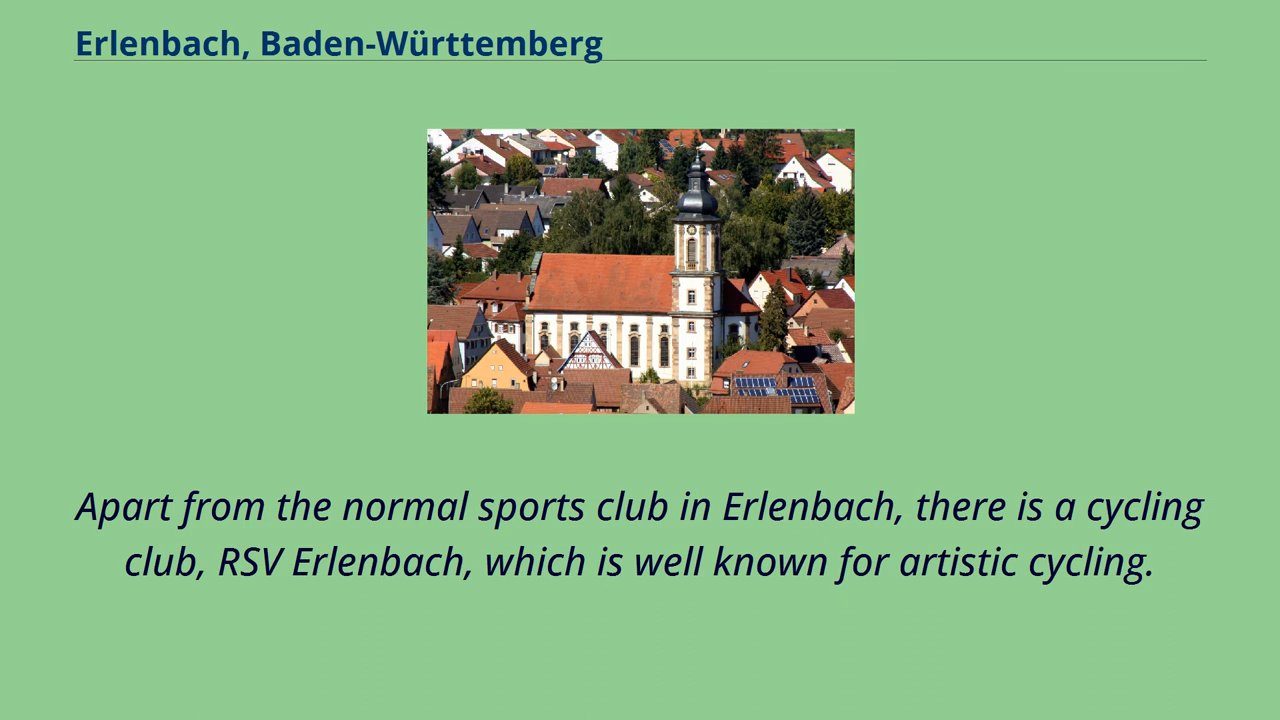 Erlenbach, Baden-Württemberg
Apart from the normal sports club in Erlenbach, there is a cycling
club, RSV Erlenbach, which is well known for artistic cycling.